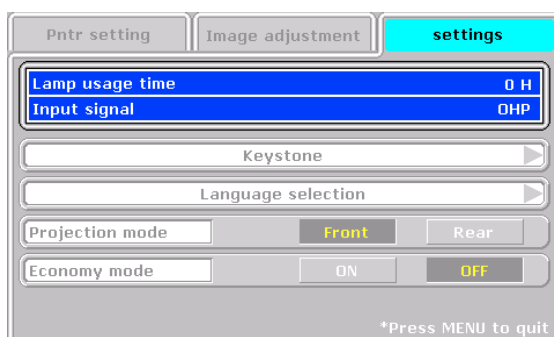 Pntr setting Image adjustment settings
Lamp usage time 0 H
Input signal OHP
Keystone
Language selection
Projection mode Front Rear
Economy mode ON OFF
*Press MENU to quit